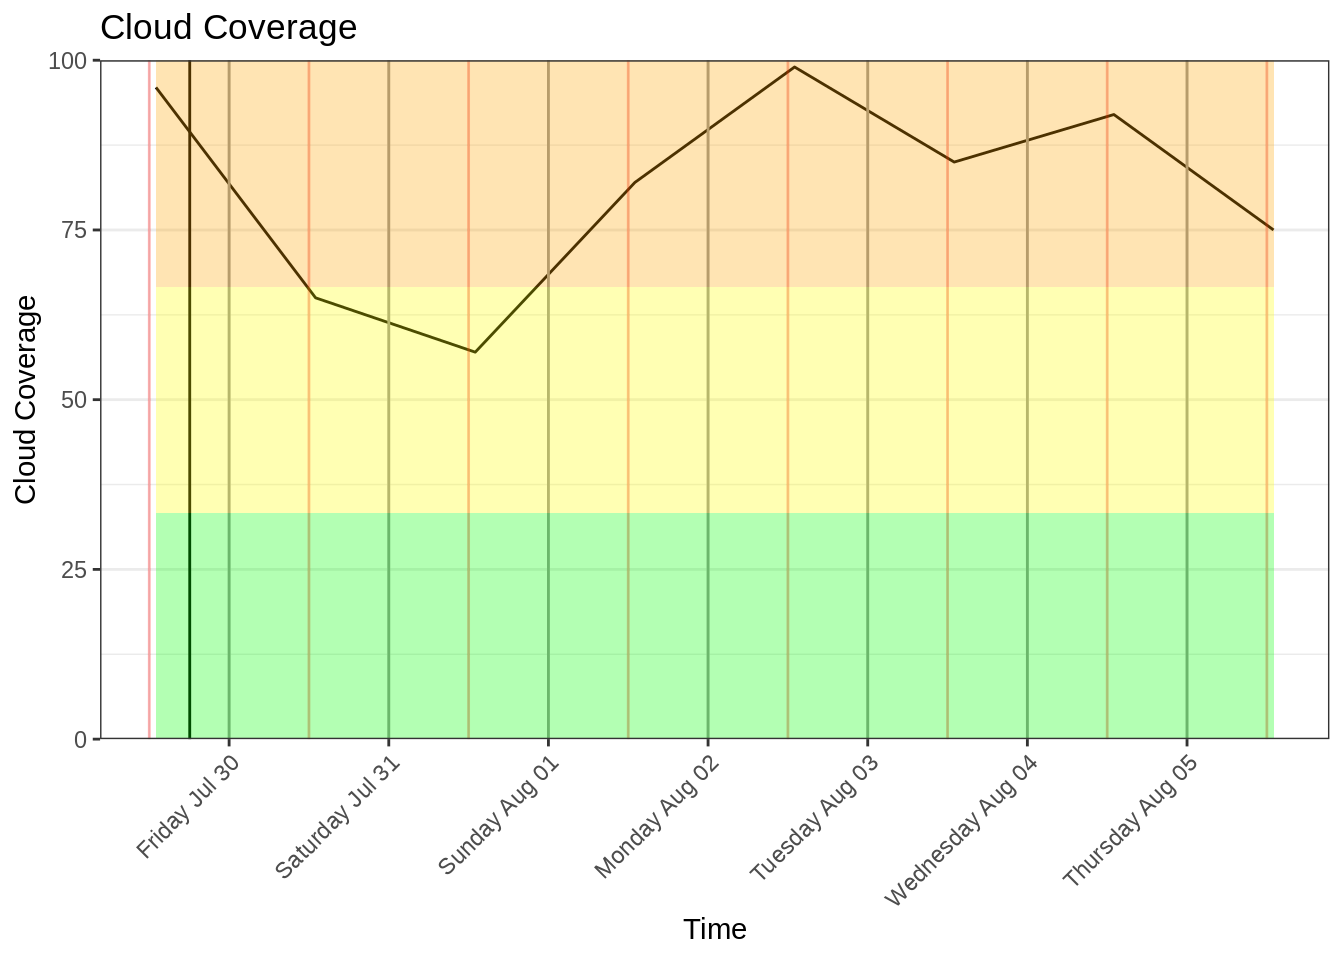 Cloud Coverage
100
75
50
25
0
Cloud Coverage
Friday Jul 30
Saturday Jul 31
Sunday Aug 01
Monday Aug 02
Tuesday Aug 03
Wednesday Aug 04
Thursday Aug 05
Time